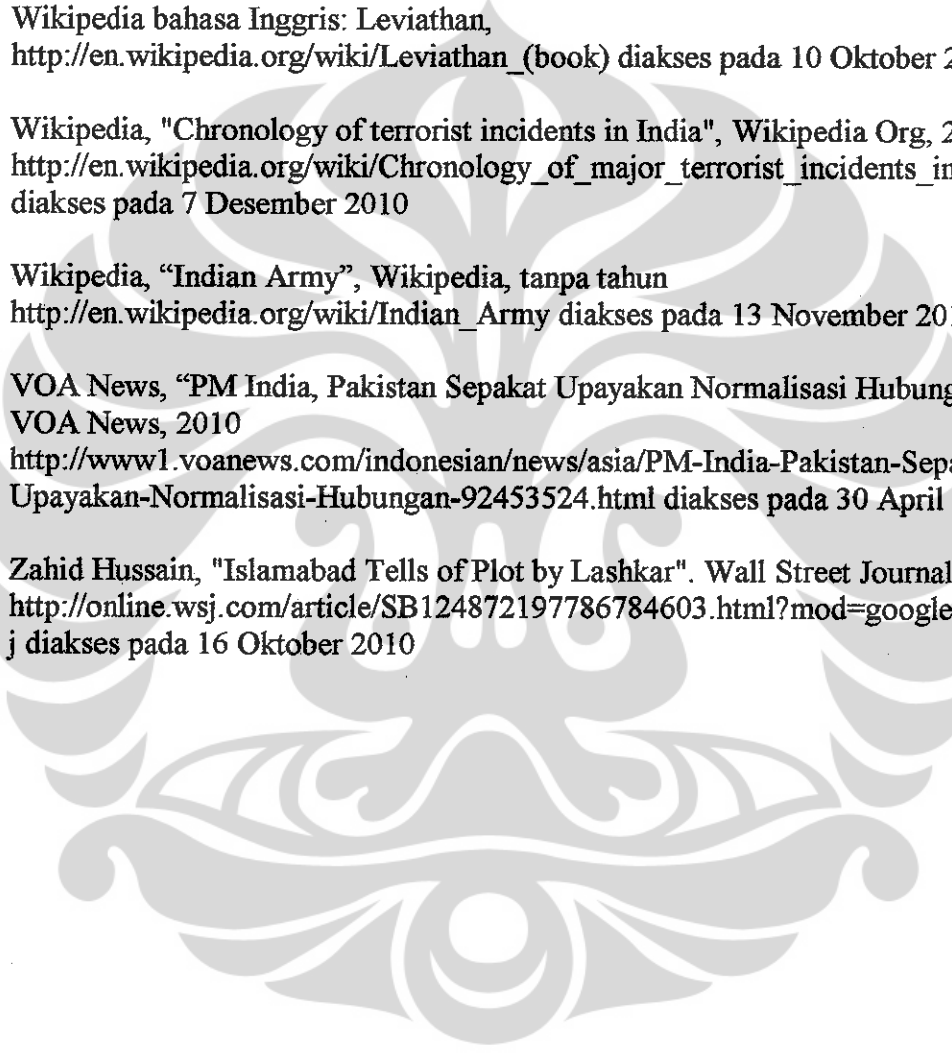 Wikipedia bahasa Inggris: Leviathan,
http://en.wikipedia.org/wiki/Leviathan_(book) diakses pada 10 Oktober
Wikipedia, "Chronology of terrorist incidents in India", Wikipedia Org,
http://en.wikipedia.org/wiki/Chronology_of_major_terrorist_incidents_in
diakses pada 7 Desember 2010
Wikipedia, “Indian Army”, Wikipedia, tanpa tahun
http://en.wikipedia.org/wiki/Indian_Army diakses pada 13 November
VOA News, “PM India, Pakistan Sepakat Upayakan Normalisasi Hubung
VOA News, 2010
http://www1.voanews.com/indonesian/news/asia/PM-India-Pakistan-Sepa
Upayakan-Normalisasi-Hubungan-92453524.html diakses pada 30 April
Zahid Hussain, "Islamabad Tells of Plot by Lashkar". Wall Street Journal
http://online.wsj.com/article/SB124872197786784603.html?mod=google
j diakses pada 16 Oktober 2010